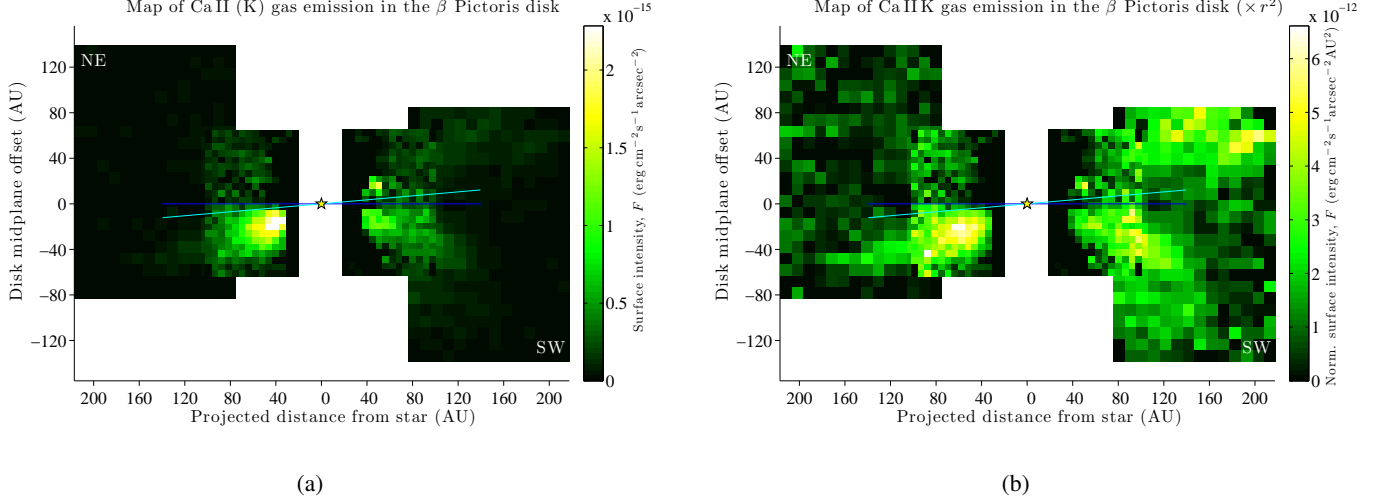 Map of Ca II (K) gas emission in the β Pictoris disk
x 10⁻¹⁵
NE
SW
120
80
40
0
−40
−80
−120
Disk midplane offset (AU)
200 160 120 80 40 0 40 80 120 160 200
Projected distance from star (AU)
2
1.5
1
0.5
0
Surface intensity, F (erg cm⁻² s⁻¹ arcsec⁻²)
(a)
Map of Ca II K gas emission in the β Pictoris disk (× r²)
x 10⁻¹²
NE
SW
120
80
40
0
−40
−80
−120
Disk midplane offset (AU)
200 160 120 80 40 0 40 80 120 160 200
Projected distance from star (AU)
6
5
4
3
2
1
0
Norm. surface intensity, F (erg cm⁻² s⁻¹ arcsec⁻² AU²)
(b)